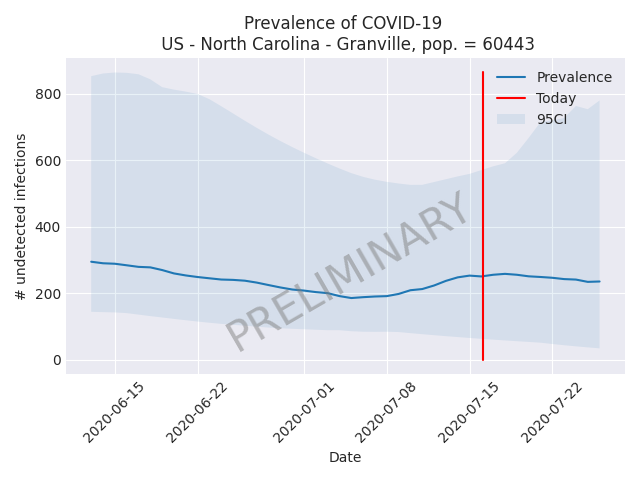 Prevalence of COVID-19
US - North Carolina - Granville, pop. = 60443
Prevalence
Today
95CI
800
600
400
200
0
# undetected infections
PRELIMINARY
2020-06-15
2020-06-22
2020-07-01
2020-07-08
2020-07-15
2020-07-22
Date